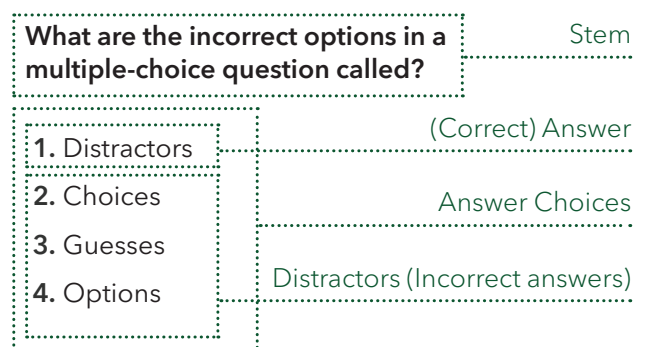 What are the incorrect options in a
multiple-choice question called?
Stem
1. Distractors
(Correct) Answer
2. Choices
Answer Choices
3. Guesses
4. Options
Distractors (Incorrect answers)